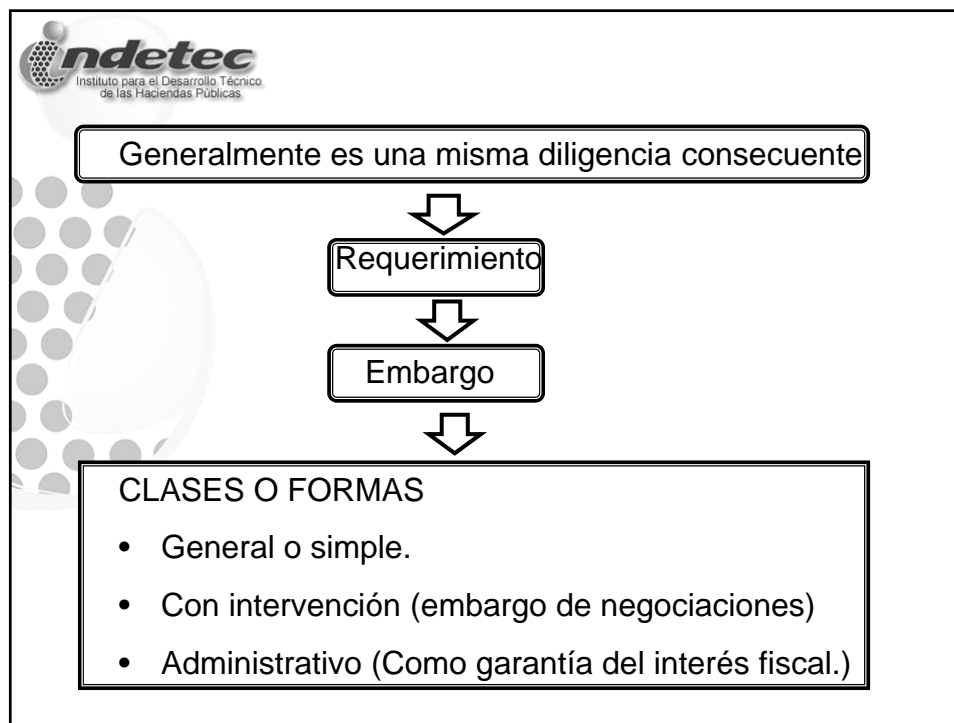 indetec
Instituto para el Desarrollo Técnico
de las Haciendas Públicas
Generalmente es una misma diligencia consecuente
Requerimiento
Embargo
CLASES O FORMAS
• General o simple.
• Con intervención (embargo de negociaciones)
• Administrativo (Como garantía del interés fiscal.)